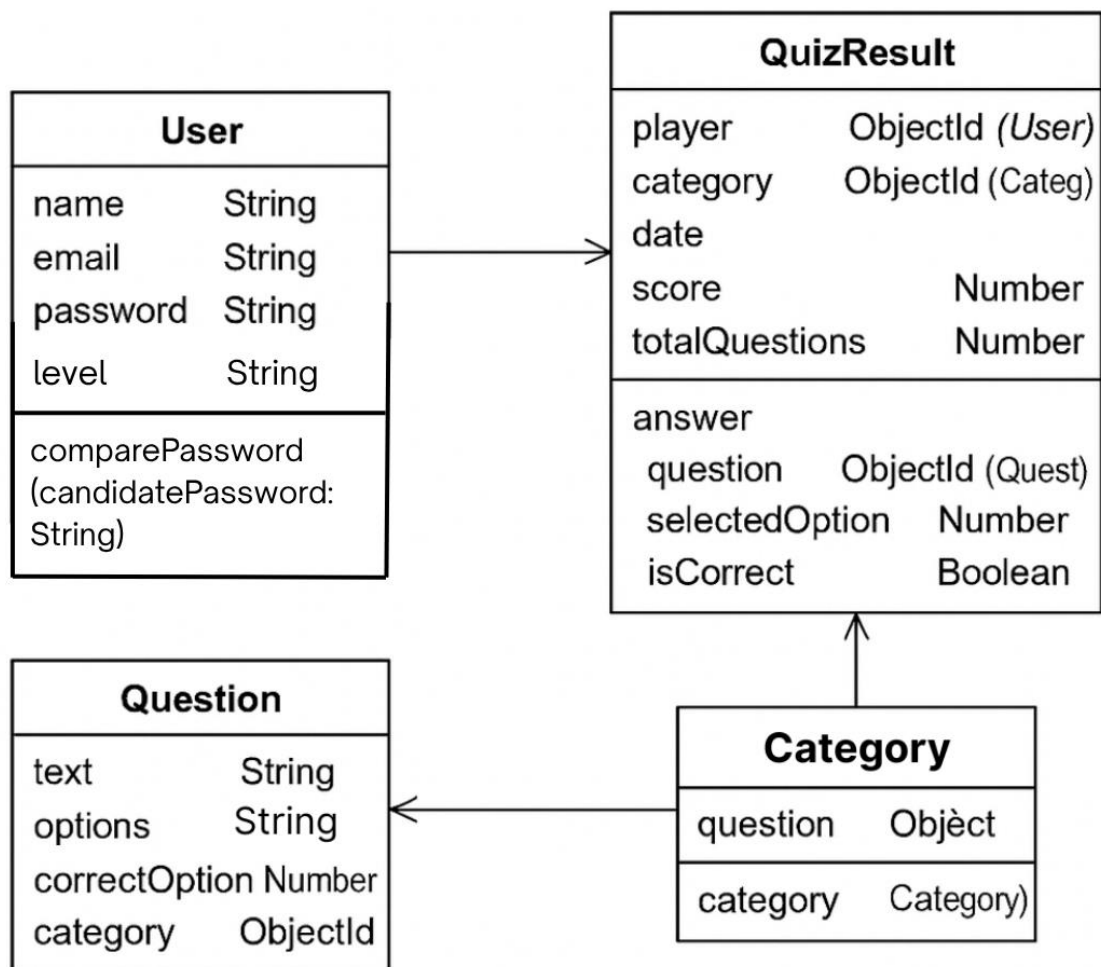 User
name String
email String
password String
level String
comparePassword
(candidatePassword:
String)
QuizResult
player ObjectId (User)
category ObjectId (Categ)
date
score Number
totalQuestions Number
answer
question ObjectId (Quest)
selectedOption Number
isCorrect Boolean
Question
text String
options String
correctOption Number
category ObjectId
Category
question Objèct
category Category)